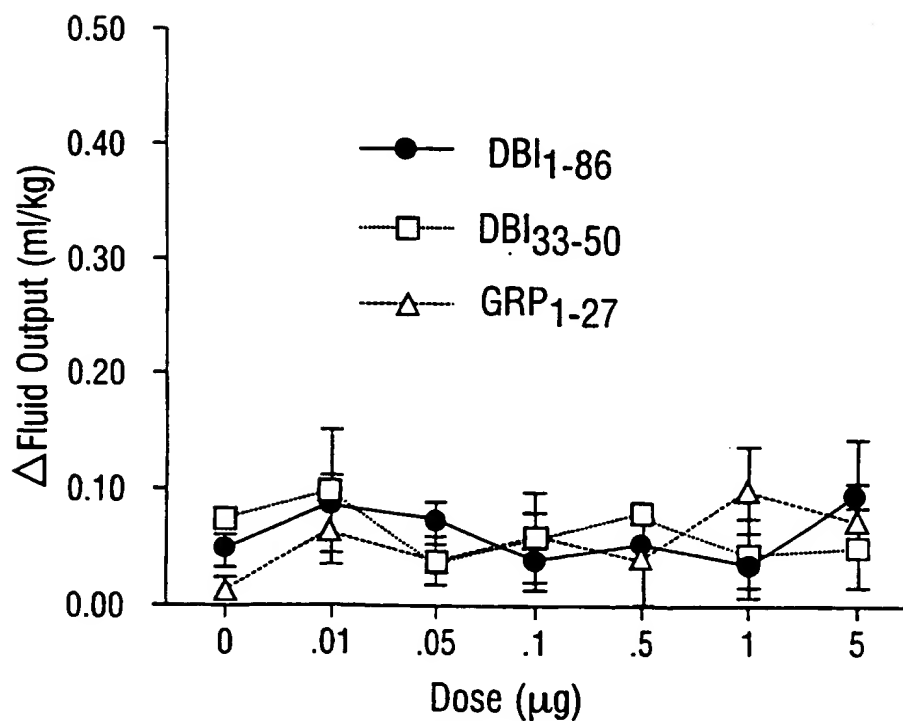 0.50
0.40
0.30
0.20
0.10
0.00
ΔFluid Output (ml/kg)
DBI1-86
DBI33-50
GRP1-27
0 .01 .05 .1 .5 1 5
Dose (μg)